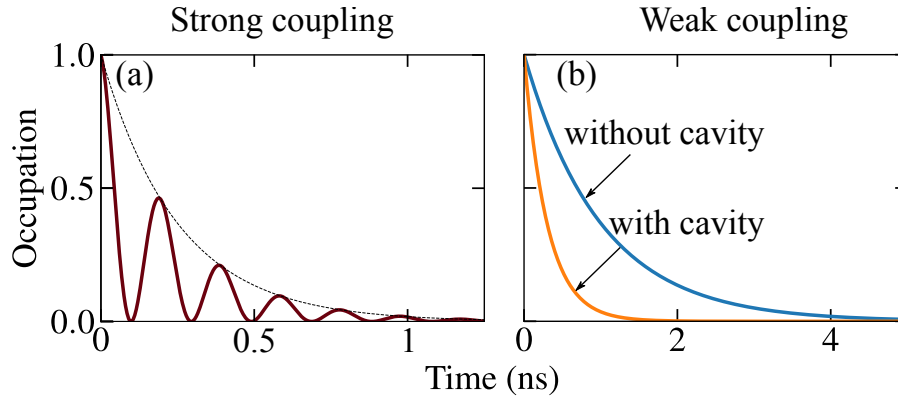 Strong coupling
Weak coupling
Occupation
1.0
0.5
0.0
(a)
0
0.5
1
(b)
without cavity
with cavity
0
2
4
Time (ns)